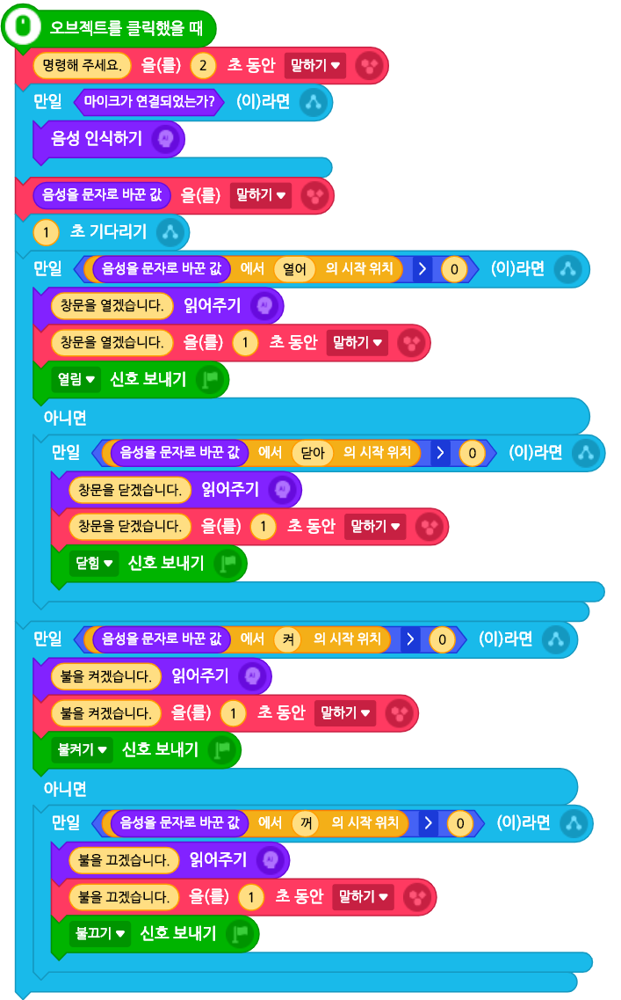 오브젝트를 클릭했을 때
명령해 주세요. 을(를) 2 초 동안 말하기
만일 마이크가 연결되었는가? (이)라면
음성 인식하기
음성을 문자로 바꾼 값 을(를) 말하기
1 초 기다리기
만일 음성을 문자로 바꾼 값 에서 열어 의 시작 위치 > 0 (이)라면
창문을 열겠습니다. 읽어주기
창문을 열겠습니다. 을(를) 1 초 동안 말하기
열림 신호 보내기
아니면
만일 음성을 문자로 바꾼 값 에서 닫아 의 시작 위치 > 0 (이)라면
창문을 닫겠습니다. 읽어주기
창문을 닫겠습니다. 을(를) 1 초 동안 말하기
닫힘 신호 보내기
만일 음성을 문자로 바꾼 값 에서 켜 의 시작 위치 > 0 (이)라면
불을 켜겠습니다. 읽어주기
불을 켜겠습니다. 을(를) 1 초 동안 말하기
불켜기 신호 보내기
아니면
만일 음성을 문자로 바꾼 값 에서 꺼 의 시작 위치 > 0 (이)라면
불을 끄겠습니다. 읽어주기
불을 끄겠습니다. 을(를) 1 초 동안 말하기
불끄기 신호 보내기